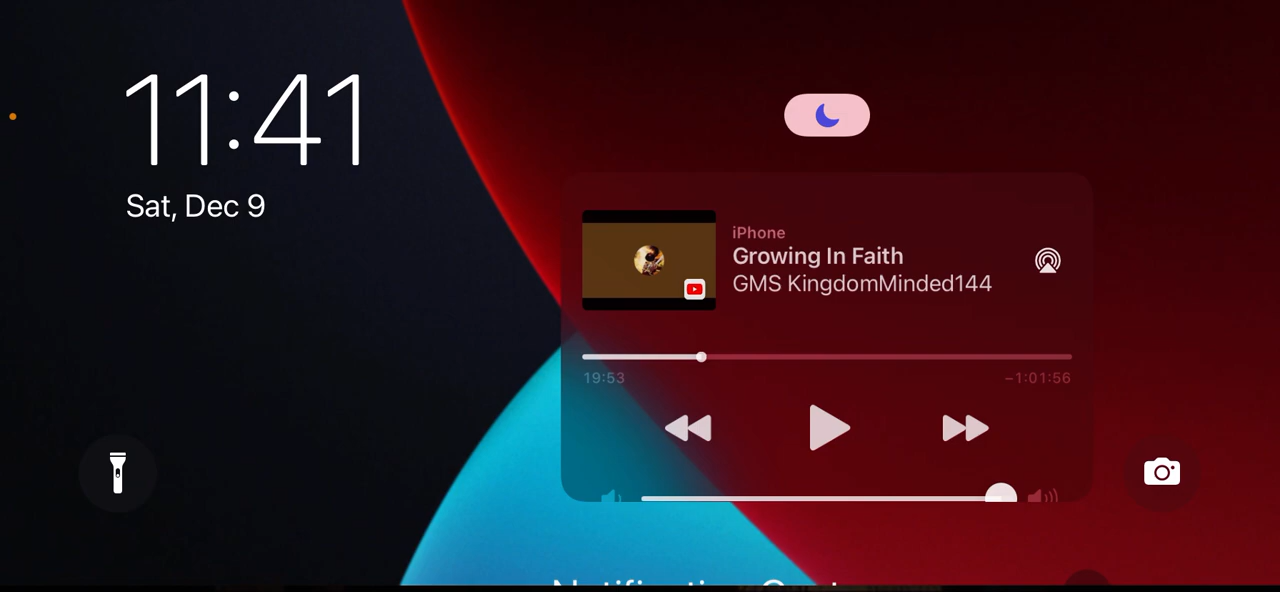 11:41
Sat, Dec 9
iPhone
Growing In Faith
GMS KingdomMinded144
19:53
−1:01:56